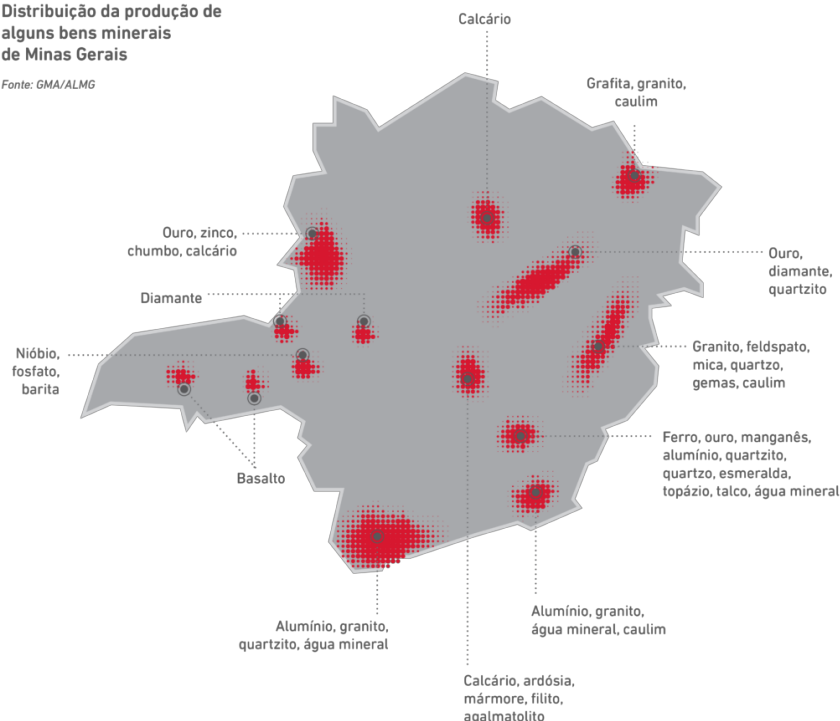 Distribuição da produção de
alguns bens minerais
de Minas Gerais
Fonte: GMA/ALMG
Calcário
Grafita, granito,
caulim
Ouro, zinco,
chumbo, calcário
Ouro,
diamante,
quartzito
Diamante
Nióbio,
fosfato,
barita
Granito, feldspato,
mica, quartzo,
gemas, caulim
Ferro, ouro, manganês,
alumínio, quartzito,
quartzo, esmeralda,
topázio, talco, água mineral
Basalto
Alumínio, granito,
água mineral, caulim
Alumínio, granito,
quartzito, água mineral
Calcário, ardósia,
mármore, filito,
agalmatolito